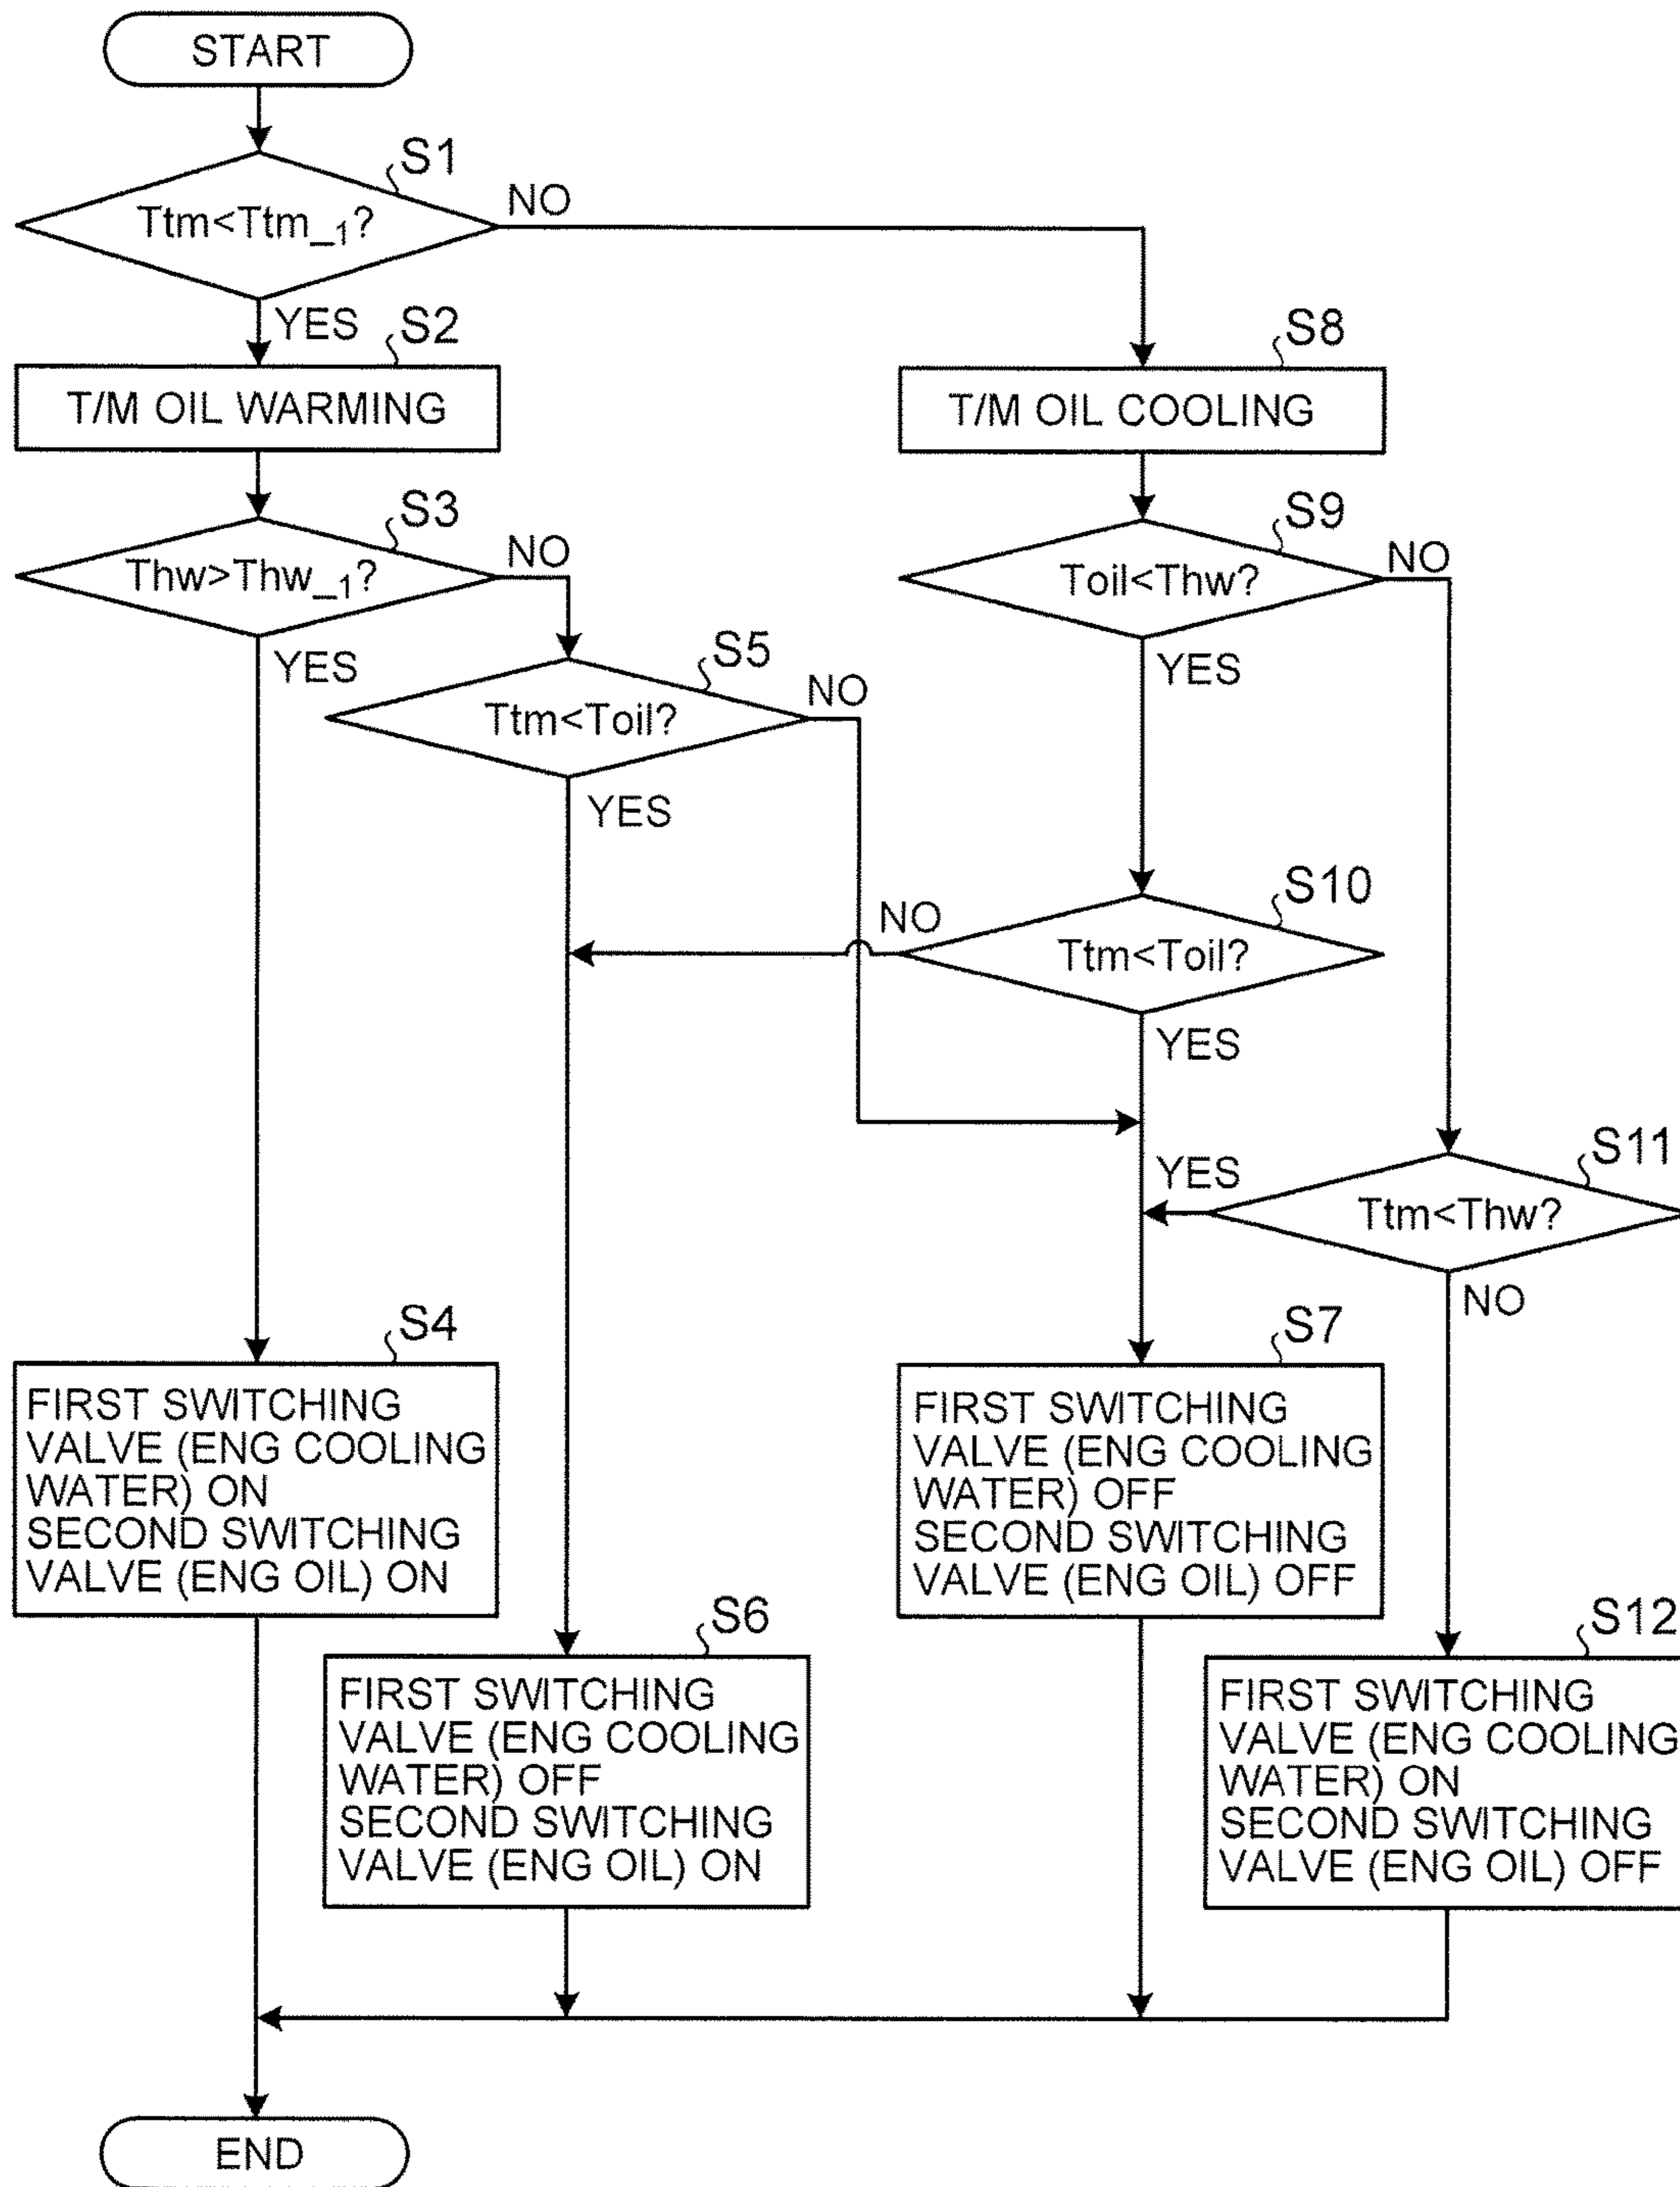 START
S1
Ttm<Ttm_1?
NO
YES
S2
T/M OIL WARMING
S8
T/M OIL COOLING
S3
Thw>Thw_1?
NO
YES
S9
Toil<Thw?
NO
YES
S5
Ttm<Toil?
NO
YES
S10
Ttm<Toil?
NO
YES
S11
Ttm<Thw?
YES
NO
S4
FIRST SWITCHING
VALVE (ENG COOLING
WATER) ON
SECOND SWITCHING
VALVE (ENG OIL) ON
S7
FIRST SWITCHING
VALVE (ENG COOLING
WATER) OFF
SECOND SWITCHING
VALVE (ENG OIL) OFF
S6
FIRST SWITCHING
VALVE (ENG COOLING
WATER) OFF
SECOND SWITCHING
VALVE (ENG OIL) ON
S12
FIRST SWITCHING
VALVE (ENG COOLING
WATER) ON
SECOND SWITCHING
VALVE (ENG OIL) OFF
END